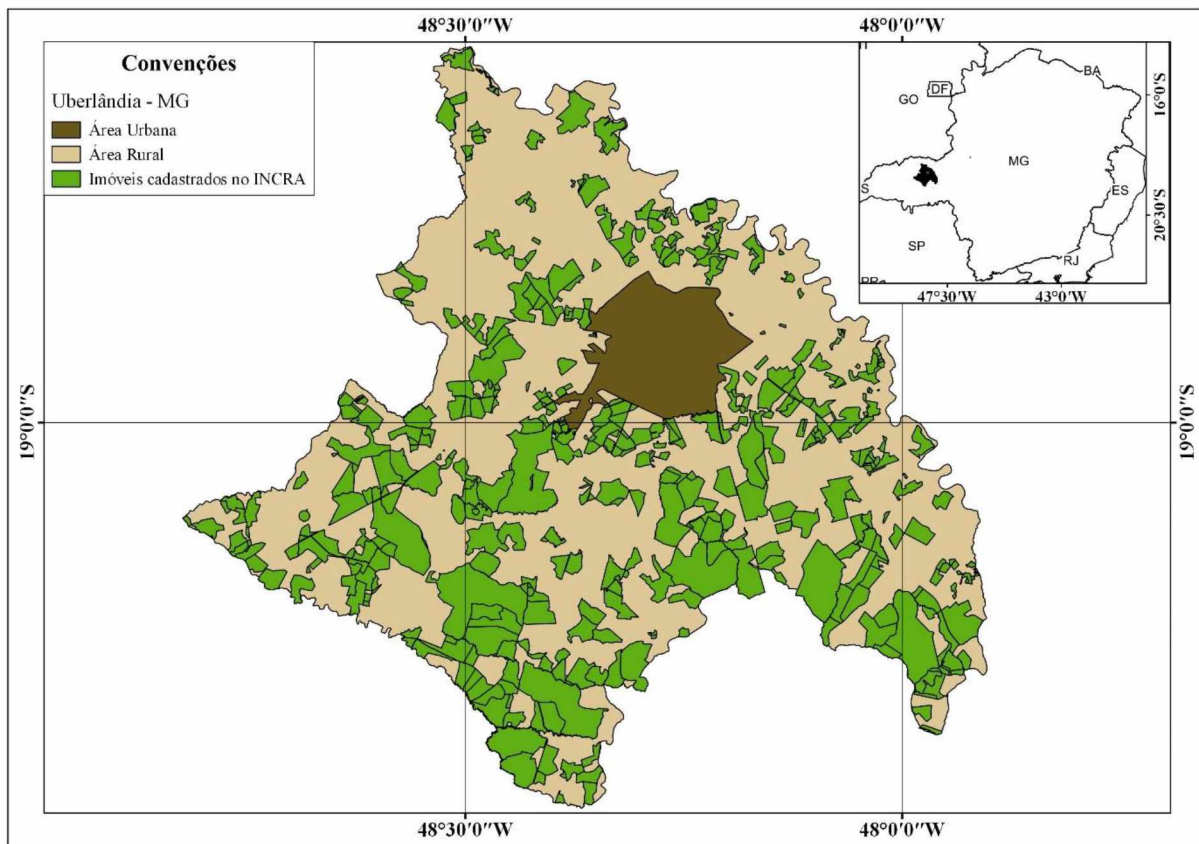 48°30'0''W 48°0'0''W
Convenções
Uberlândia - MG
Área Urbana
Área Rural
Imóveis cadastrados no INCRA
BA
DF
GO
16°0'S
MG
S
ES
SP
20°30'S
RJ
PR
47°30'W 43°0'W
19°0'0''S 19°0'0''S
48°30'0''W 48°0'0''W